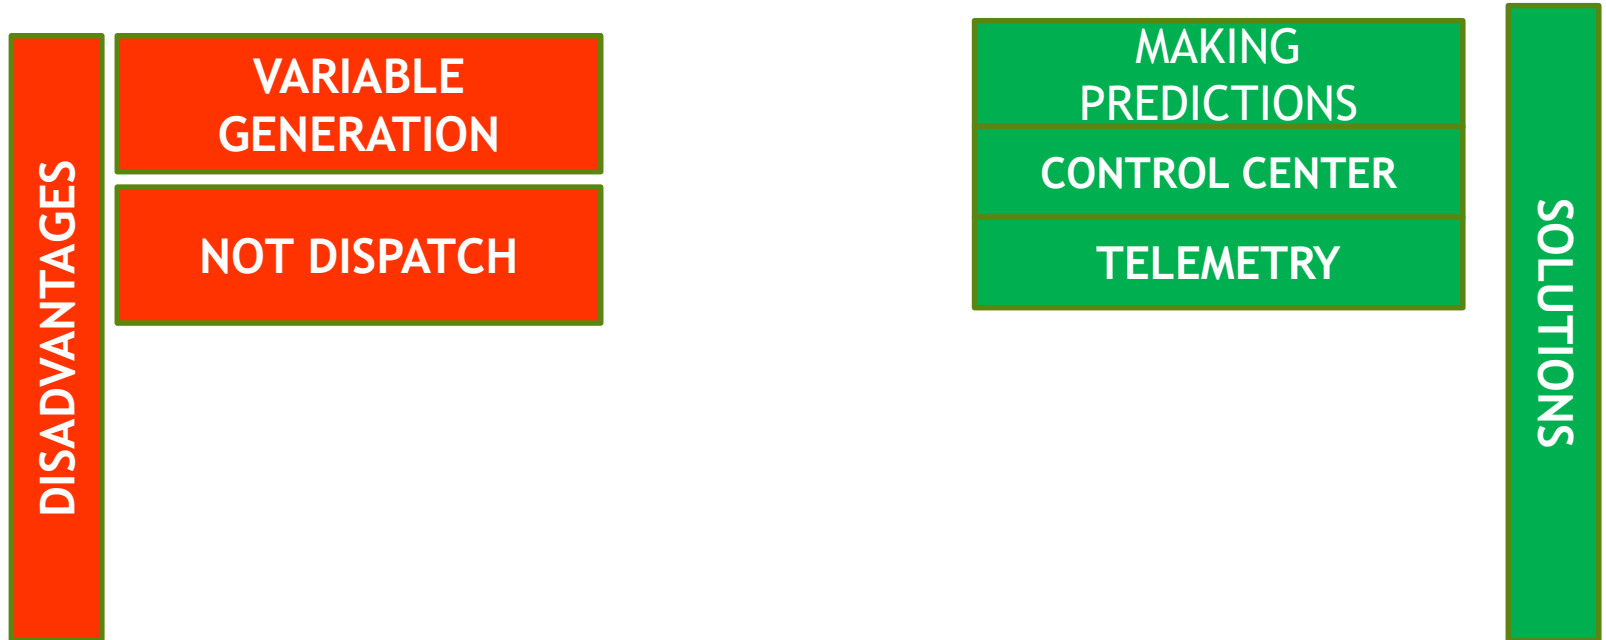 DISADVANTAGES
VARIABLE
GENERATION
NOT DISPATCH
MAKING
PREDICTIONS
CONTROL CENTER
TELEMETRY
SOLUTIONS